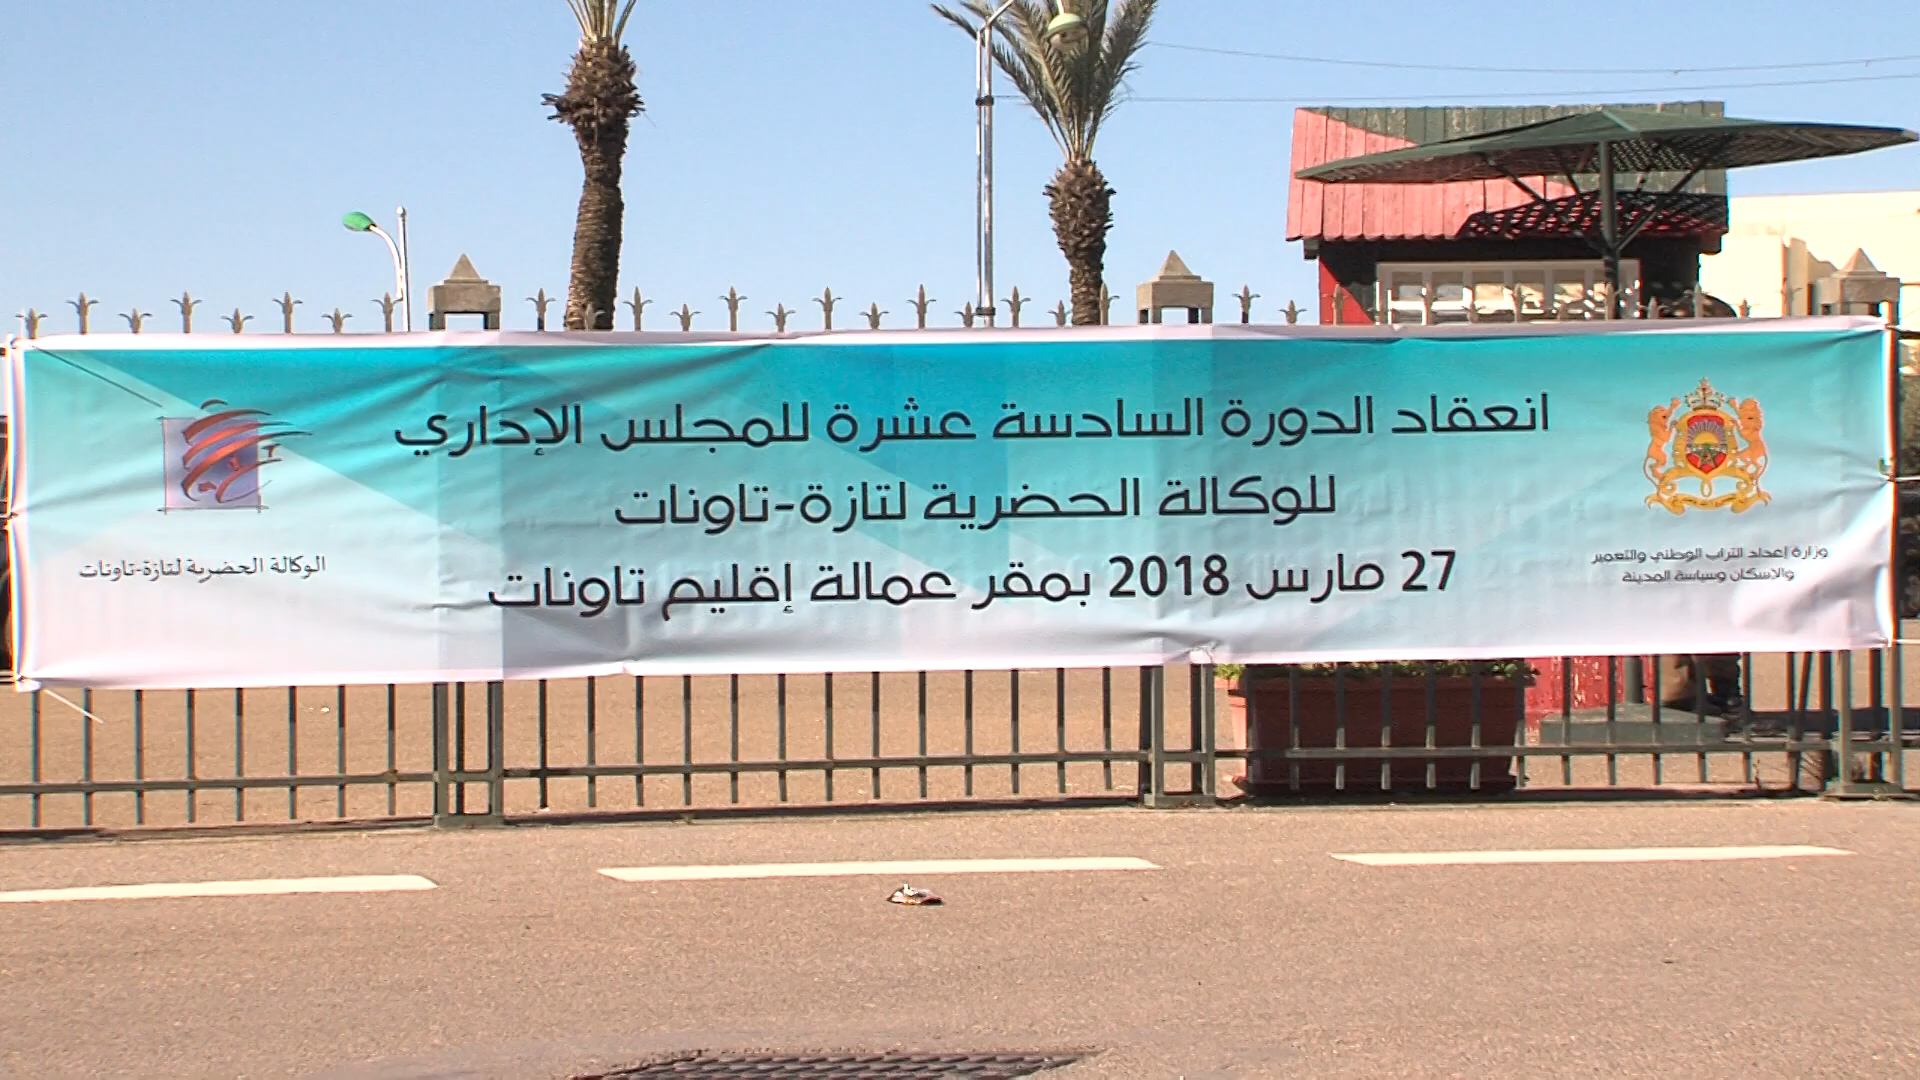 انعقاد الدورة السادسة عشرة للمجلس الإداري
للوكالة الحضرية لتازة-تاونات
27 مارس 2018 بمقر عمالة إقليم تاونات
وزارة إعداد التراب الوطني والتعمير
والإسكان وسياسة المدينة
الوكالة الحضرية لتازة-تاونات